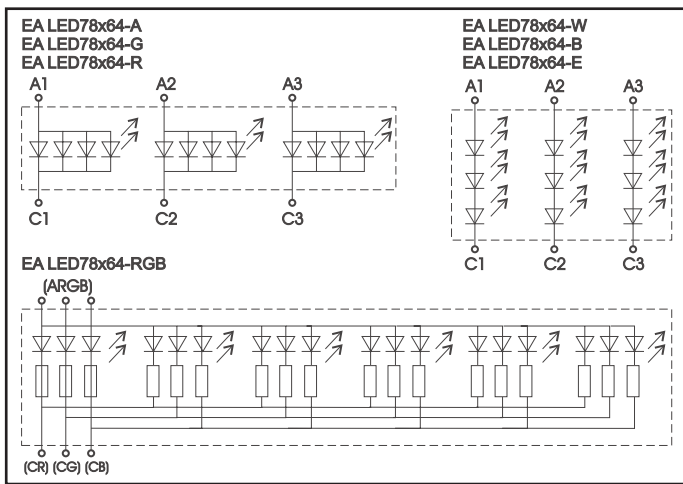 EA LED78x64-A
EA LED78x64-G
EA LED78x64-R
A1 A2 A3
C1 C2 C3
EA LED78x64-W
EA LED78x64-B
EA LED78x64-E
A1 A2 A3
C1 C2 C3
EA LED78x64-RGB
(ARGB)
(CR) (CG) (CB)